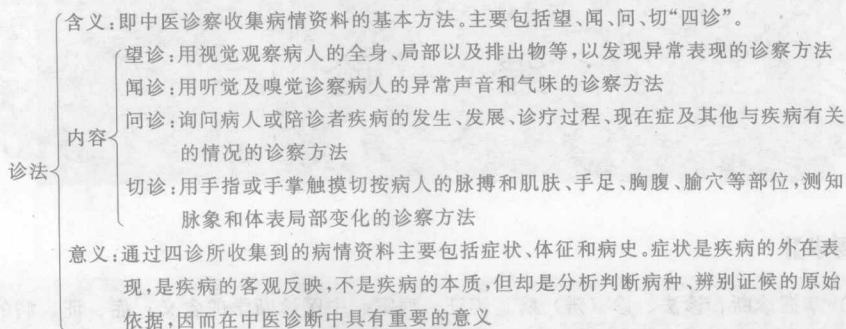 含义:即中医诊察收集病情资料的基本方法。主要包括望、闻、问、切“四诊”。
望诊:用视觉观察病人的全身、局部以及排出物等,以发现异常表现的诊察方法
闻诊:用听觉及嗅觉诊察病人的异常声音和气味的诊察方法
问诊:询问病人或陪诊者疾病的发生、发展、诊疗过程、现在症及其他与疾病有关
内容
的情况的诊察方法
诊法
切诊:用手指或手掌触摸切按病人的脉搏和肌肤、手足、胸腹、腧穴等部位,测知
脉象和体表局部变化的诊察方法
意义:通过四诊所收集到的病情资料主要包括症状、体征和病史。症状是疾病的外在表
现,是疾病的客观反映,不是疾病的本质,但却是分析判断病种、辨别证候的原始
依据,因而在中医诊断中具有重要的意义